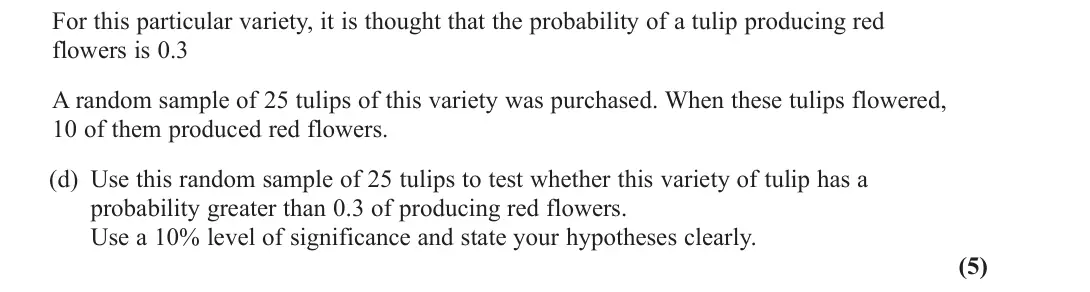 For this particular variety, it is thought that the probability of a tulip producing red
flowers is 0.3
A random sample of 25 tulips of this variety was purchased. When these tulips flowered,
10 of them produced red flowers.
(d) Use this random sample of 25 tulips to test whether this variety of tulip has a
probability greater than 0.3 of producing red flowers.
Use a 10% level of significance and state your hypotheses clearly.
(5)